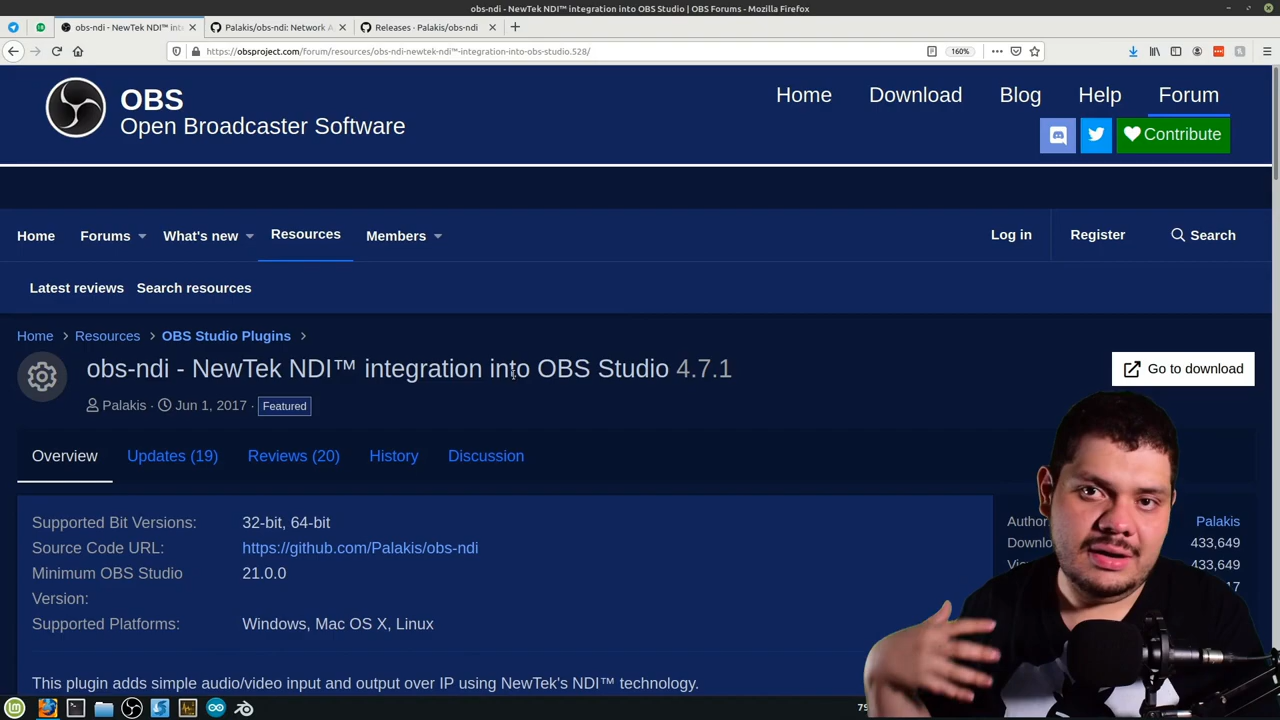 obs-ndi - NewTek NDI™ integration into OBS Studio | OBS Forums - Mozilla Firefox
obs-ndi - NewTek NDI™ int
Palakis/obs-ndi: Network A
Releases · Palakis/obs-ndi
https://obsproject.com/forum/resources/obs-ndi-newtek-ndi™-integration-into-obs-studio.528/
160%
OBS
Open Broadcaster Software
Home Download Blog Help Forum
Contribute
Home Forums What's new Resources Members Log in Register Search
Latest reviews Search resources
Home Resources OBS Studio Plugins
obs-ndi - NewTek NDI™ integration into OBS Studio 4.7.1
Go to download
Palakis Jun 1, 2017 Featured
Overview Updates (19) Reviews (20) History Discussion
Supported Bit Versions: 32-bit, 64-bit
Source Code URL: https://github.com/Palakis/obs-ndi
Minimum OBS Studio 21.0.0
Version:
Supported Platforms: Windows, Mac OS X, Linux
This plugin adds simple audio/video input and output over IP using NewTek's NDI™ technology.
Author Palakis
433,649
433,649
17